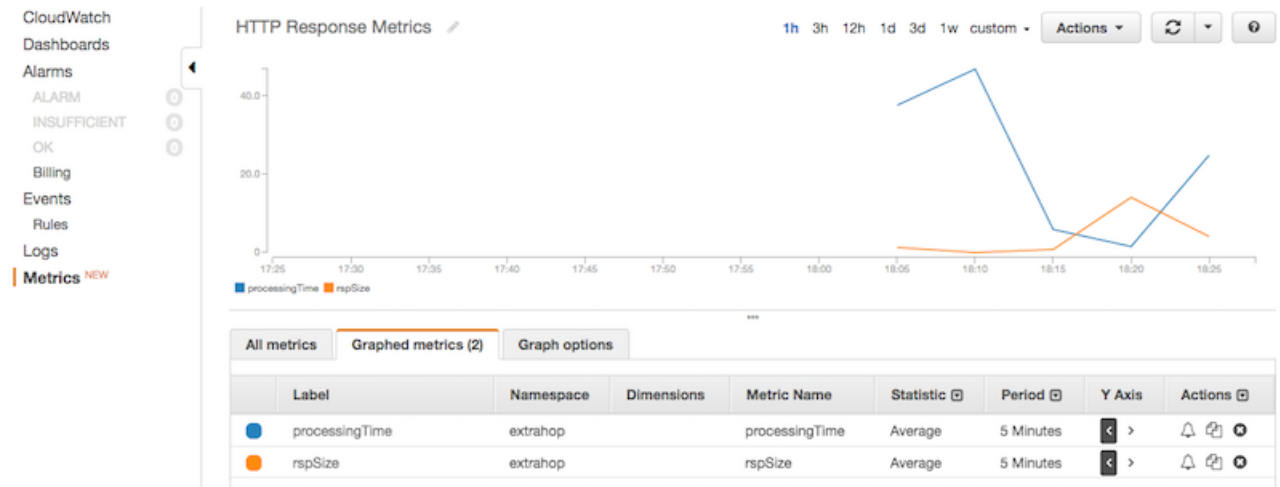 CloudWatch
Dashboards
Alarms
ALARM 0
INSUFFICIENT 0
OK 0
Billing
Events
Rules
Logs
Metrics NEW
HTTP Response Metrics
1h 3h 12h 1d 3d 1w custom Actions
40.0
20.0
0
17:25 17:30 17:35 17:40 17:45 17:50 17:55 18:00 18:05 18:10 18:15 18:20 18:25
processingTime rspSize
All metrics Graphed metrics (2) Graph options
Label Namespace Dimensions Metric Name Statistic Period Y Axis Actions
processingTime extrahop processingTime Average 5 Minutes < >
rspSize extrahop rspSize Average 5 Minutes < >